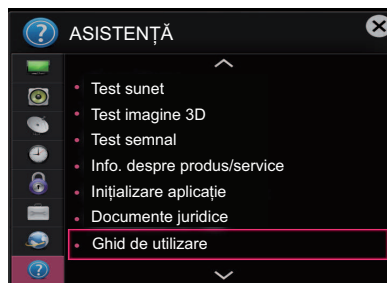 ASISTENȚĂ
Test sunet
Test imagine 3D
Test semnal
Info. despre produs/service
Inițializare aplicație
Documente juridice
Ghid de utilizare